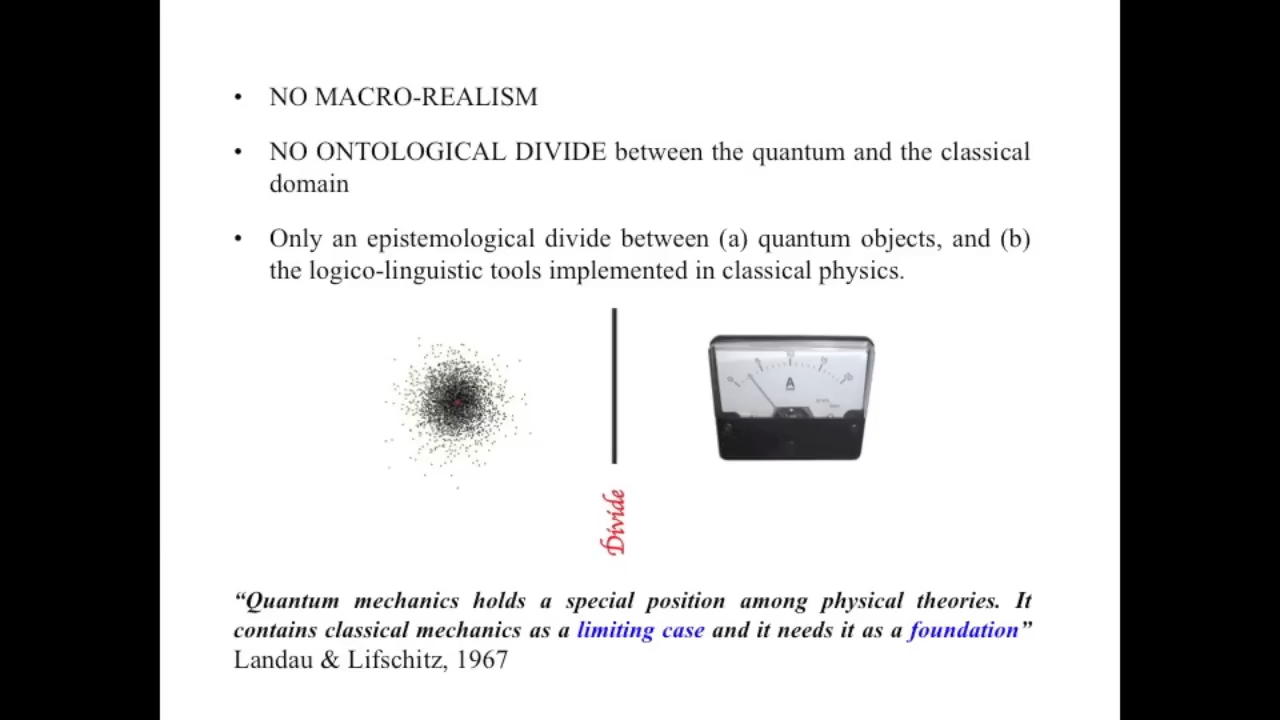 • NO MACRO-REALISM
• NO ONTOLOGICAL DIVIDE between the quantum and the classical
domain
• Only an epistemological divide between (a) quantum objects, and (b)
the logico-linguistic tools implemented in classical physics.
A
Divide
“Quantum mechanics holds a special position among physical theories. It
contains classical mechanics as a limiting case and it needs it as a foundation”
Landau & Lifschitz, 1967